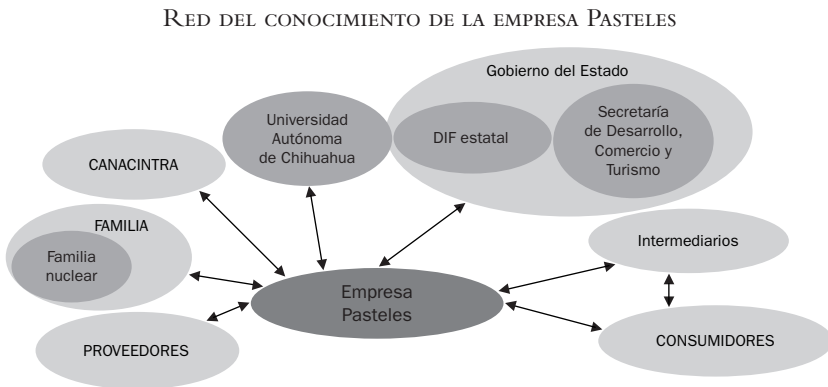 RED DEL CONOCIMIENTO DE LA EMPRESA PASTELES
Gobierno del Estado
Universidad
Autónoma
de Chihuahua
DIF estatal
Secretaría
de Desarrollo,
Comercio y
Turismo
CANACINTRA
FAMILIA
Familia
nuclear
Intermediarios
Empresa
Pasteles
PROVEEDORES
CONSUMIDORES